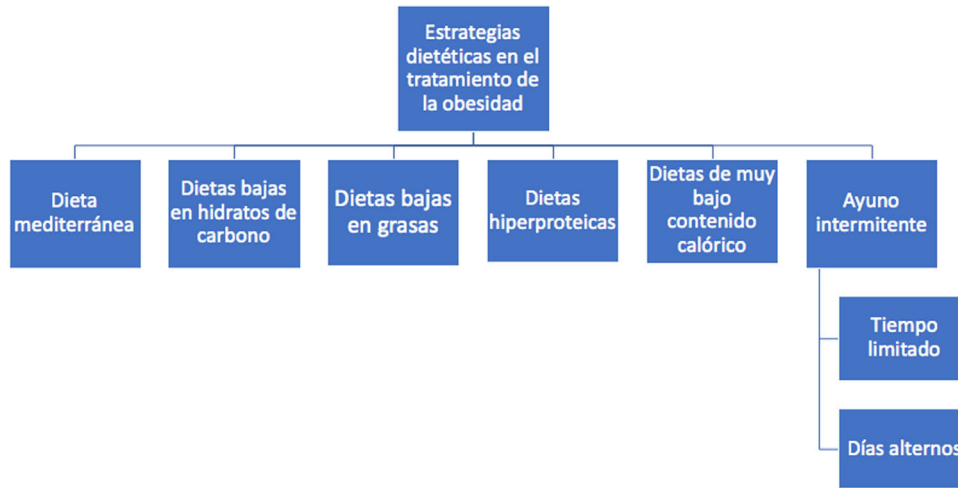 Estrategias
dietéticas en el
tratamiento de
la obesidad
Dieta
mediterránea
Dietas bajas
en hidratos de
carbono
Dietas bajas
en grasas
Dietas
hiperproteicas
Dietas de muy
bajo
contenido
calórico
Ayuno
intermitente
Tiempo
limitado
Días alternos